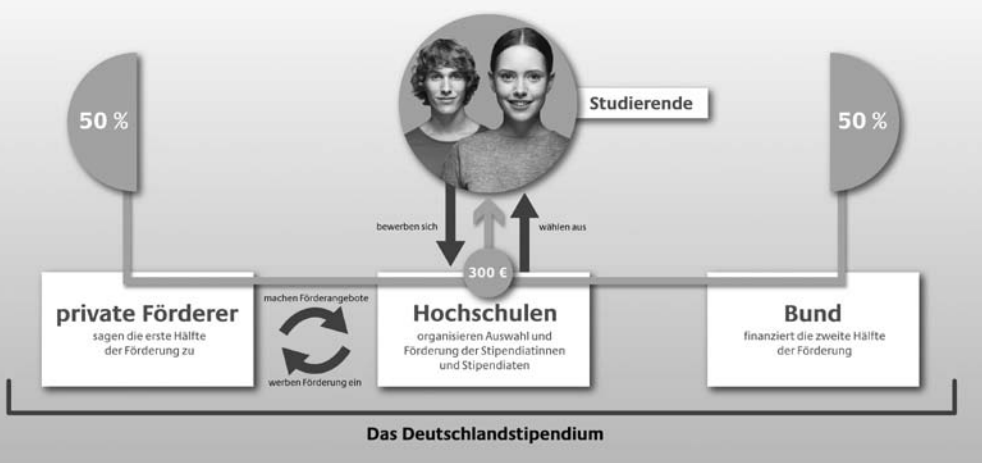 50 %
Studierende
50 %
bewerben sich
wählen aus
300 €
private Förderer
sagen die erste Hälfte
der Förderung zu
machen Förderangebote
werben Förderung ein
Hochschulen
organisieren Auswahl und
Förderung der Stipendiatinnen
und Stipendiaten
Bund
finanziert die zweite Hälfte
der Förderung
Das Deutschlandstipendium